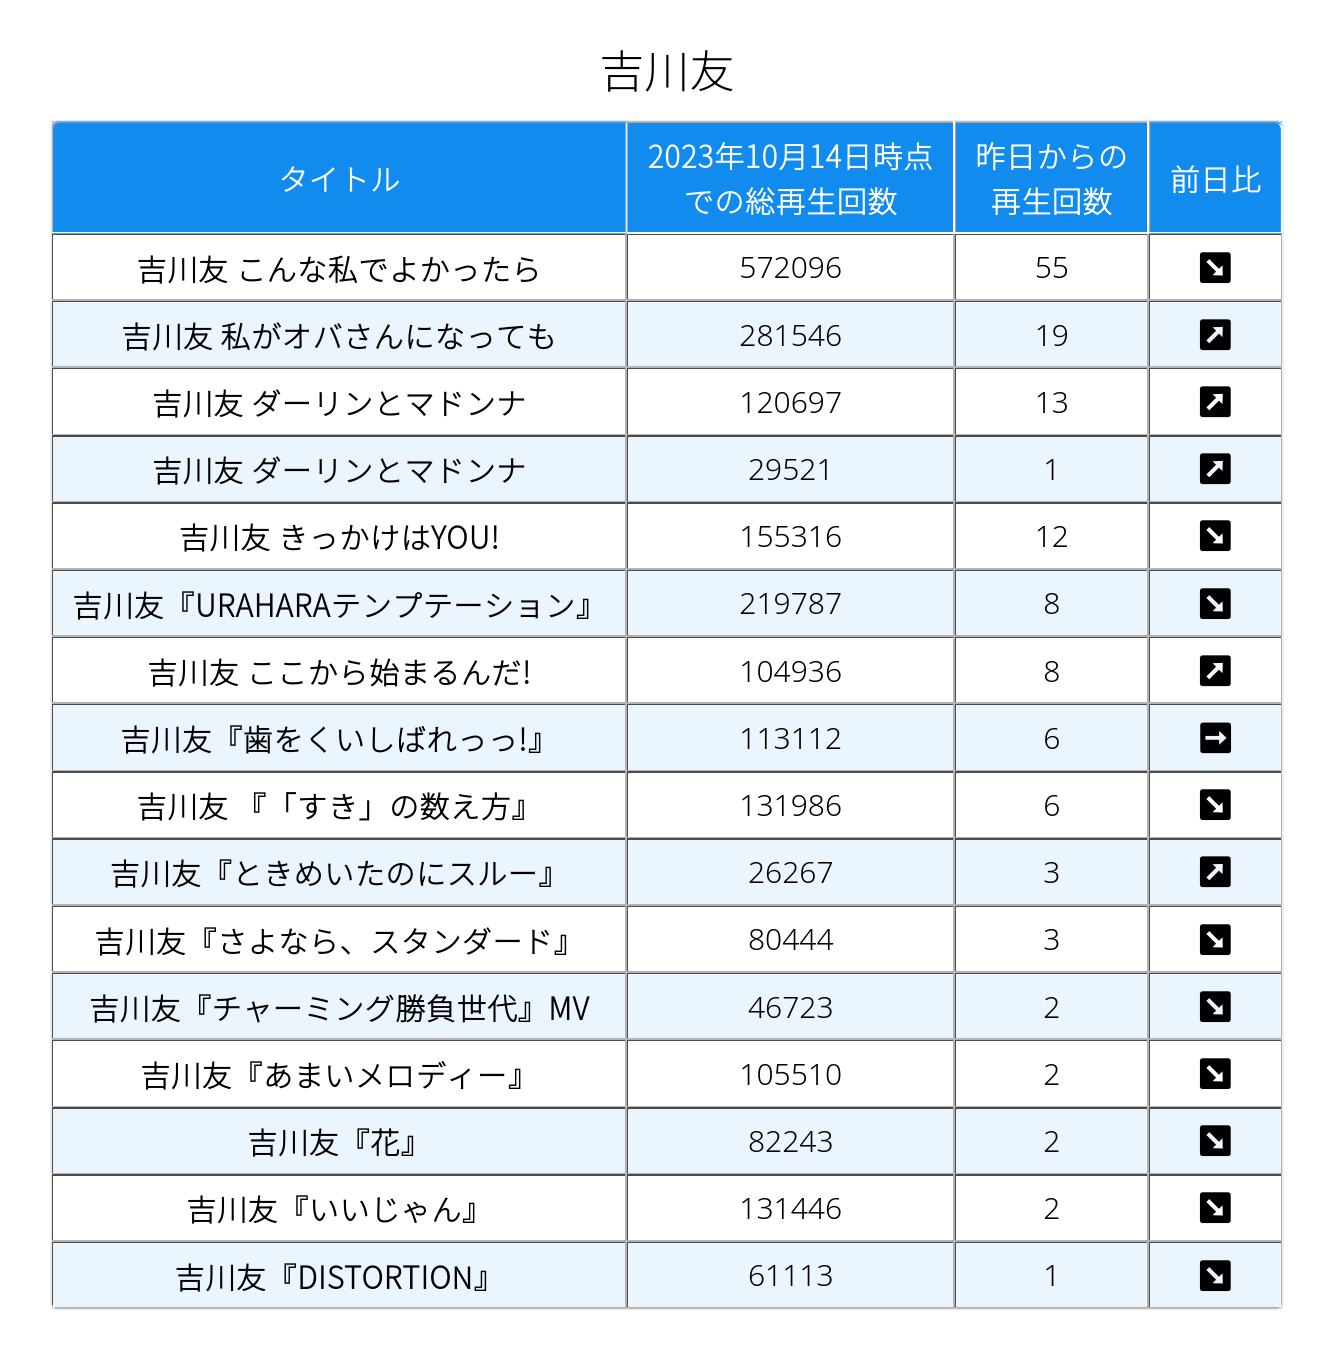 吉川友
タイトル 2023年10月14日時点での総再生回数 昨日からの再生回数 前日比
吉川友 こんな私でよかったら 572096 55 ↘
吉川友 私がオバさんになっても 281546 19 ↗
吉川友 ダーリンとマドンナ 120697 13 ↗
吉川友 ダーリンとマドンナ 29521 1 ↗
吉川友 きっかけはYOU! 155316 12 ↘
吉川友『URAHARAテンプテーション』 219787 8 ↘
吉川友 ここから始まるんだ! 104936 8 ↗
吉川友『歯をくいしばれっっ!』 113112 6 →
吉川友 『「すき」の数え方』 131986 6 ↘
吉川友『ときめいたのにスルー』 26267 3 ↗
吉川友『さよなら、スタンダード』 80444 3 ↘
吉川友『チャーミング勝負世代』MV 46723 2 ↘
吉川友『あまいメロディー』 105510 2 ↘
吉川友『花』 82243 2 ↘
吉川友『いいじゃん』 131446 2 ↘
吉川友『DISTORTION』 61113 1 ↘